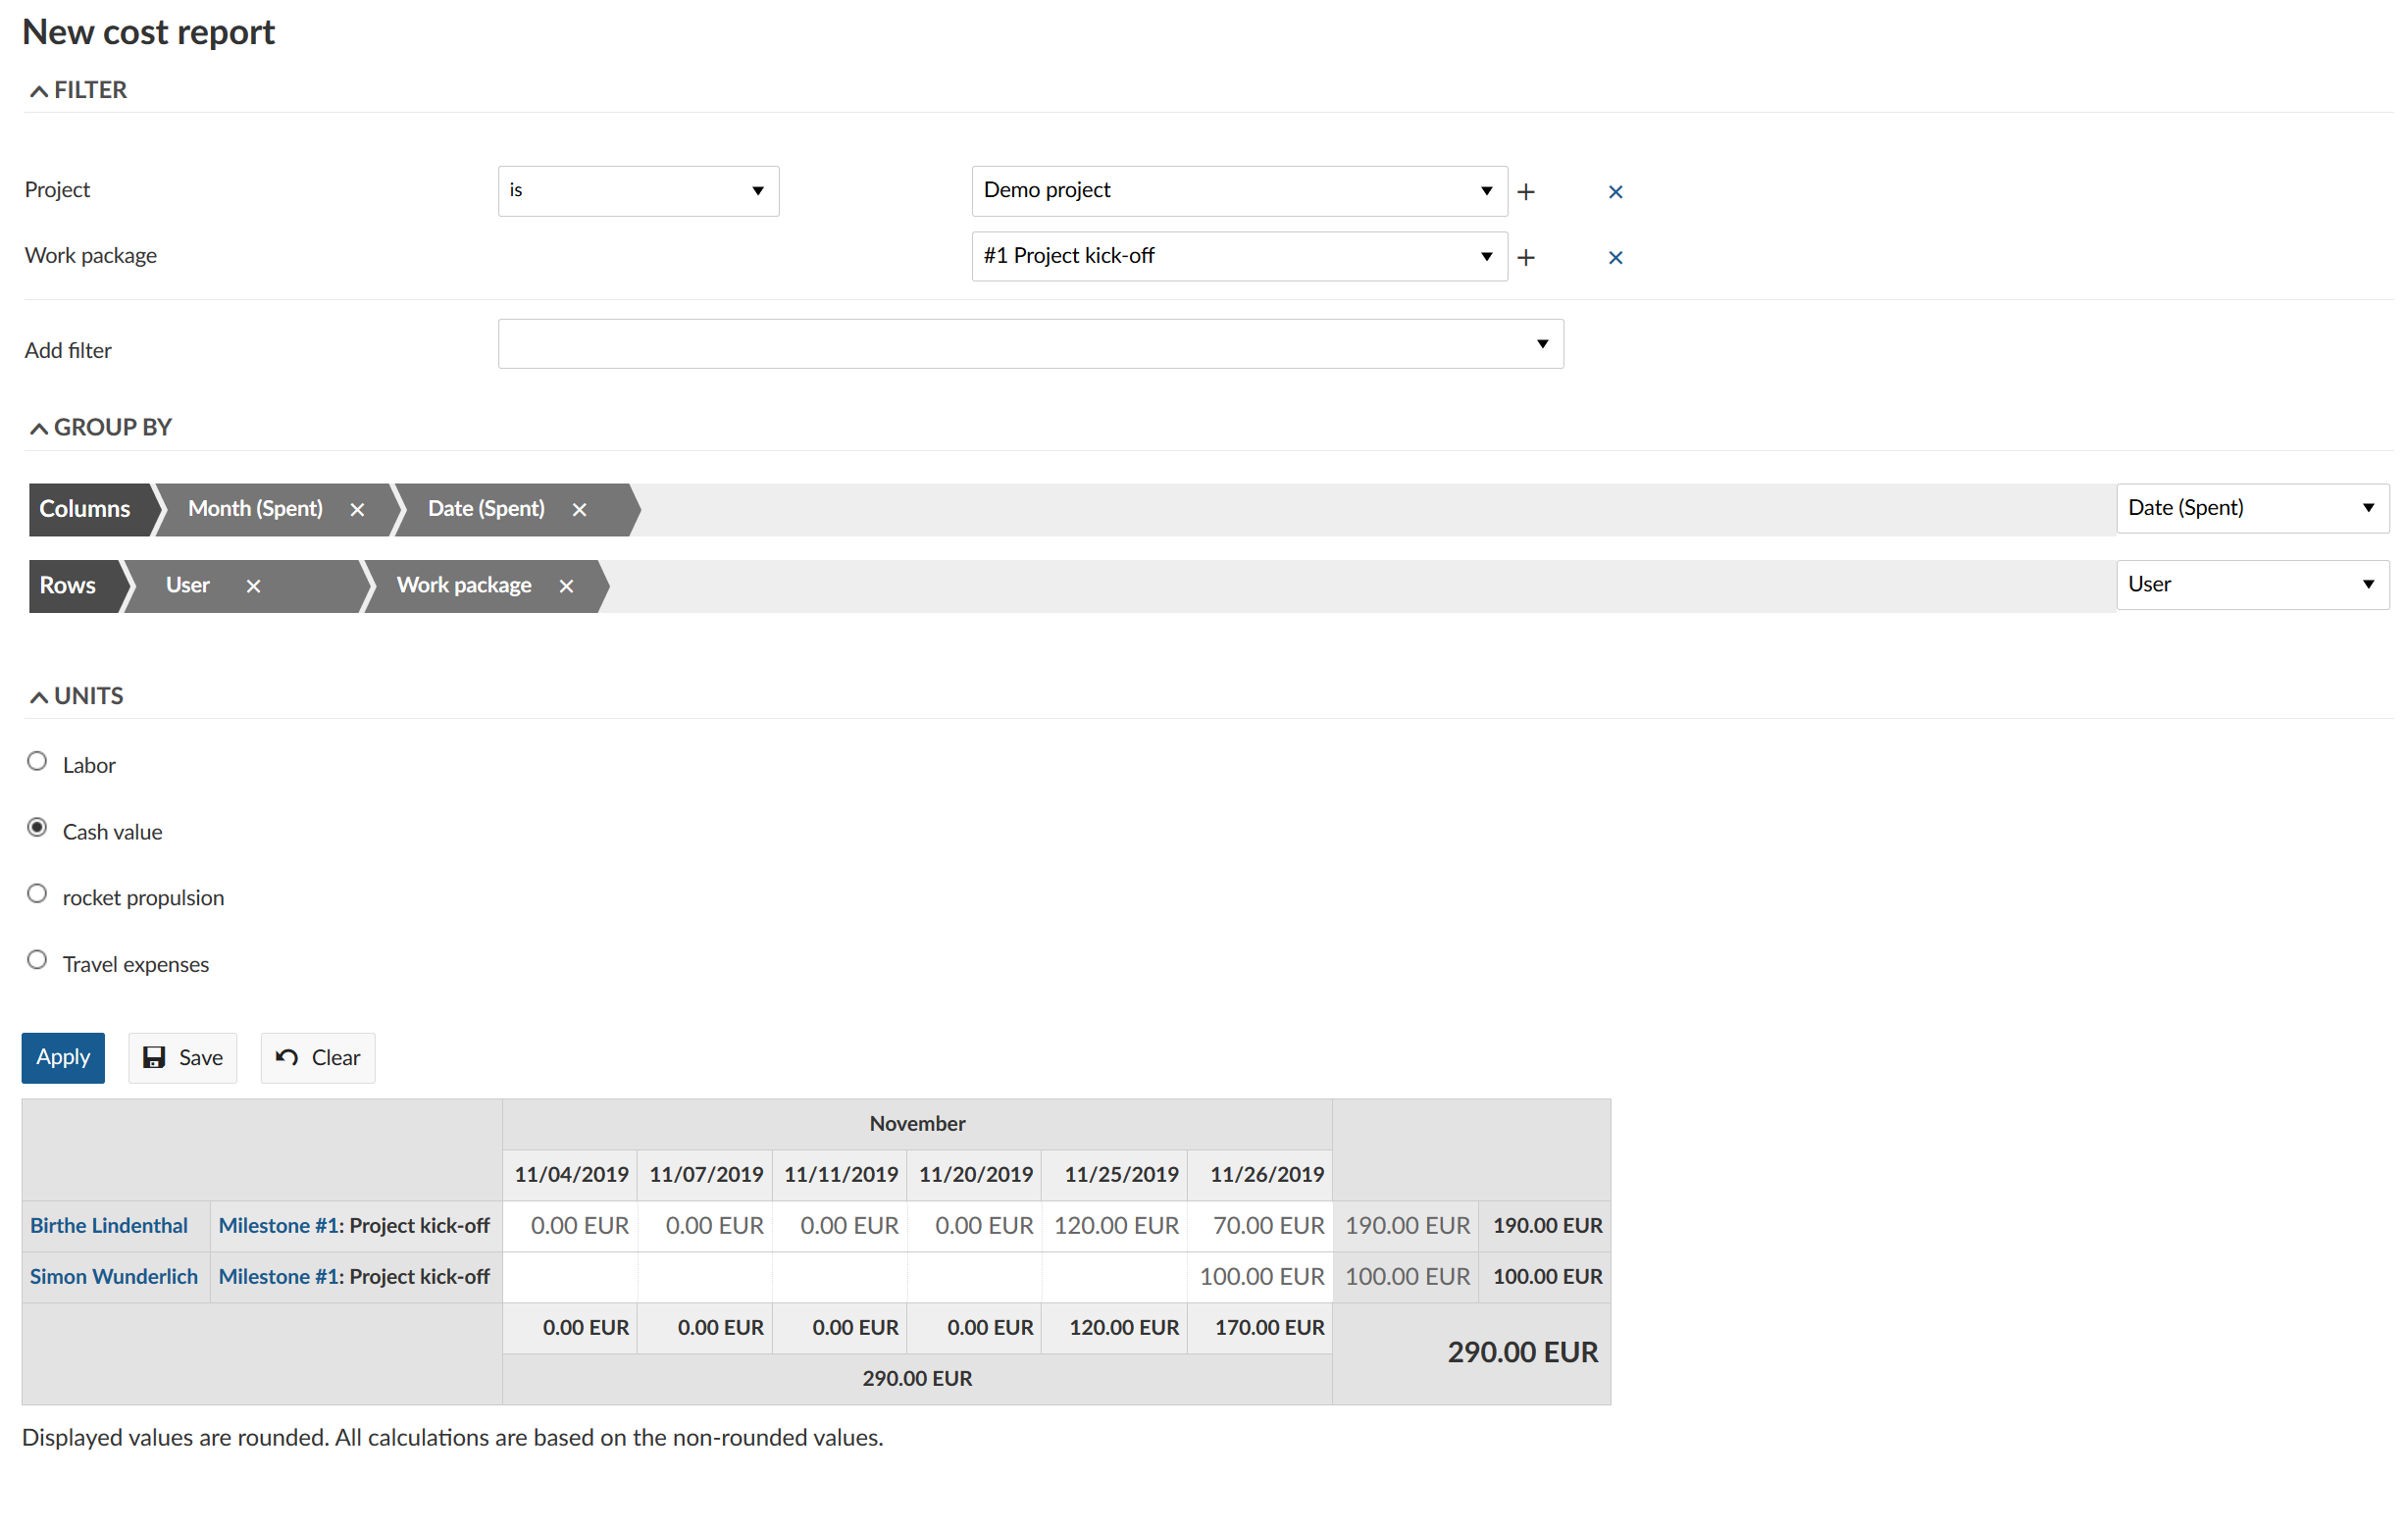 New cost report
FILTER
Project is Demo project + ×
Work package #1 Project kick-off + ×
Add filter
GROUP BY
Columns Month (Spent) × Date (Spent) × Date (Spent)
Rows User × Work package × User
UNITS
Labor
Cash value
rocket propulsion
Travel expenses
Apply Save Clear
November
11/04/2019 11/07/2019 11/11/2019 11/20/2019 11/25/2019 11/26/2019
Birthe Lindenthal Milestone #1: Project kick-off 0.00 EUR 0.00 EUR 0.00 EUR 0.00 EUR 120.00 EUR 70.00 EUR 190.00 EUR 190.00 EUR
Simon Wunderlich Milestone #1: Project kick-off 100.00 EUR 100.00 EUR 100.00 EUR
0.00 EUR 0.00 EUR 0.00 EUR 0.00 EUR 120.00 EUR 170.00 EUR
290.00 EUR
290.00 EUR
Displayed values are rounded. All calculations are based on the non-rounded values.